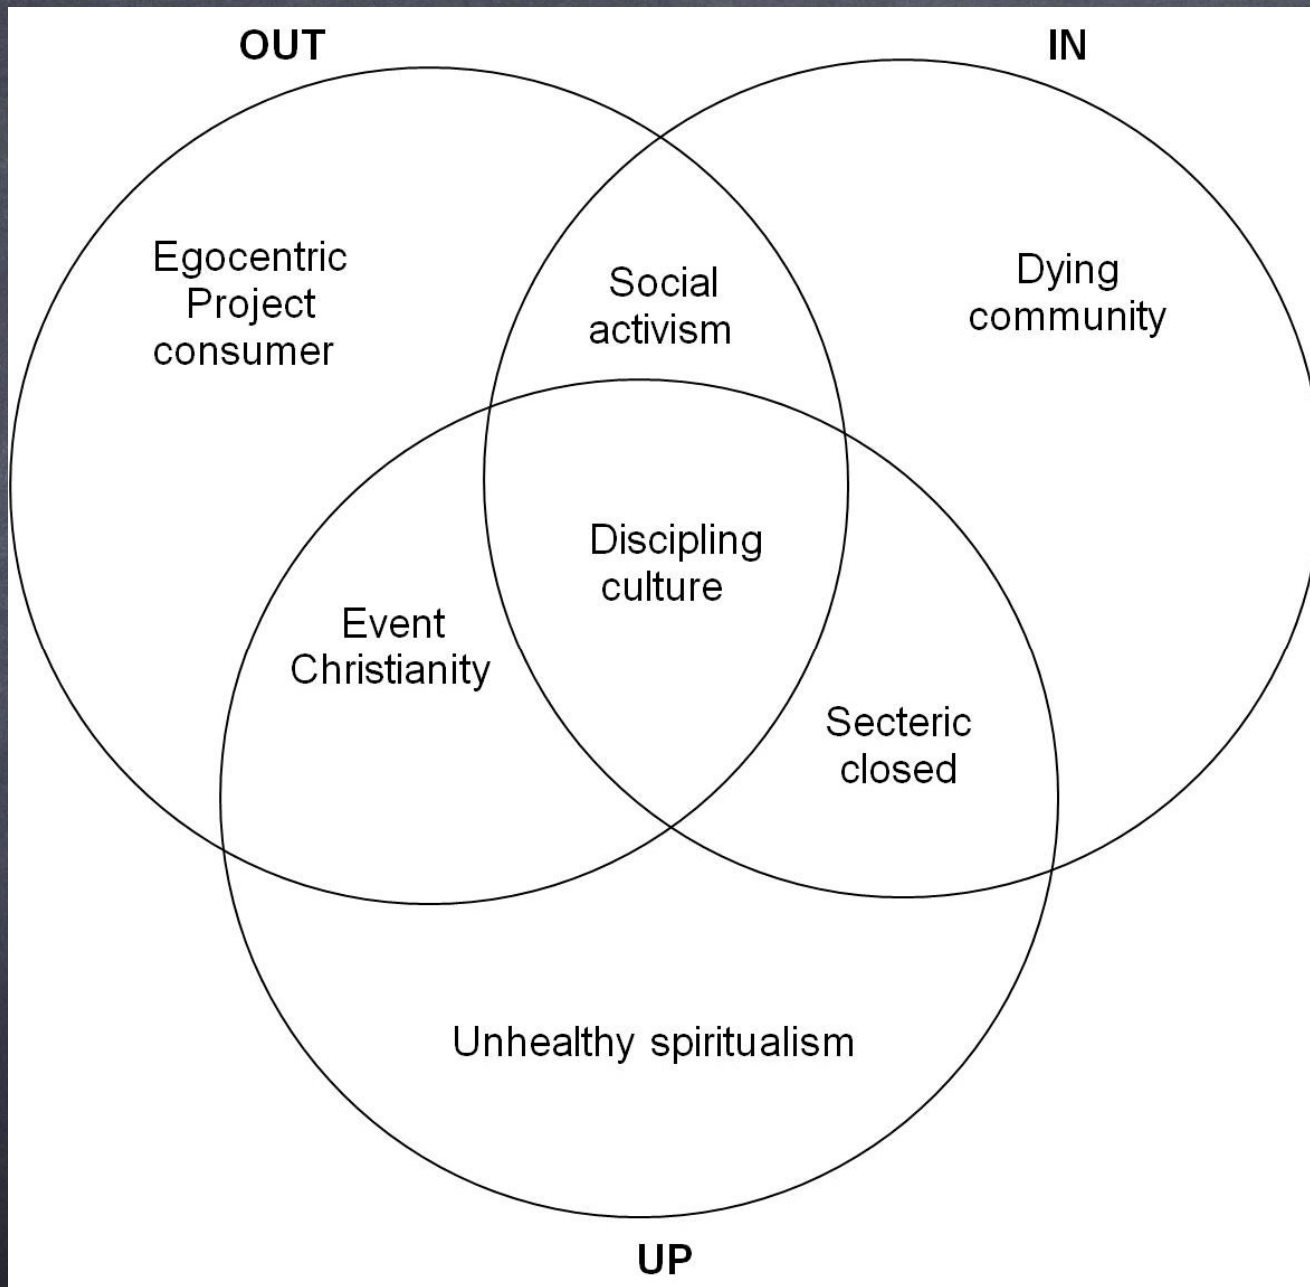 OUT
IN
Egocentric
Project
consumer
Social
activism
Dying
community
Discipling
culture
Event
Christianity
Secteric
closed
Unhealthy spiritualism
UP